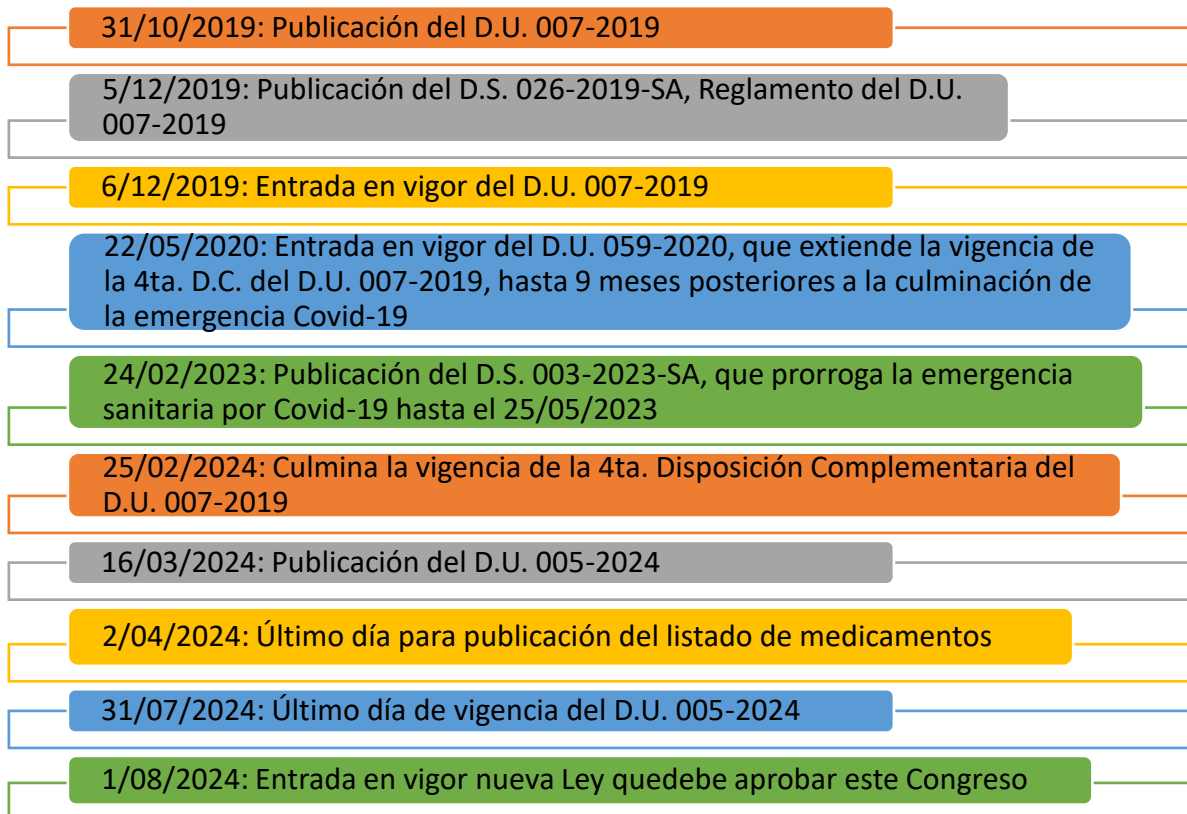 31/10/2019: Publicación del D.U. 007-2019
5/12/2019: Publicación del D.S. 026-2019-SA, Reglamento del D.U.
007-2019
6/12/2019: Entrada en vigor del D.U. 007-2019
22/05/2020: Entrada en vigor del D.U. 059-2020, que extiende la vigencia de
la 4ta. D.C. del D.U. 007-2019, hasta 9 meses posteriores a la culminación de
la emergencia Covid-19
24/02/2023: Publicación del D.S. 003-2023-SA, que prorroga la emergencia
sanitaria por Covid-19 hasta el 25/05/2023
25/02/2024: Culmina la vigencia de la 4ta. Disposición Complementaria del
D.U. 007-2019
16/03/2024: Publicación del D.U. 005-2024
2/04/2024: Último día para publicación del listado de medicamentos
31/07/2024: Último día de vigencia del D.U. 005-2024
1/08/2024: Entrada en vigor nueva Ley quedebe aprobar este Congreso